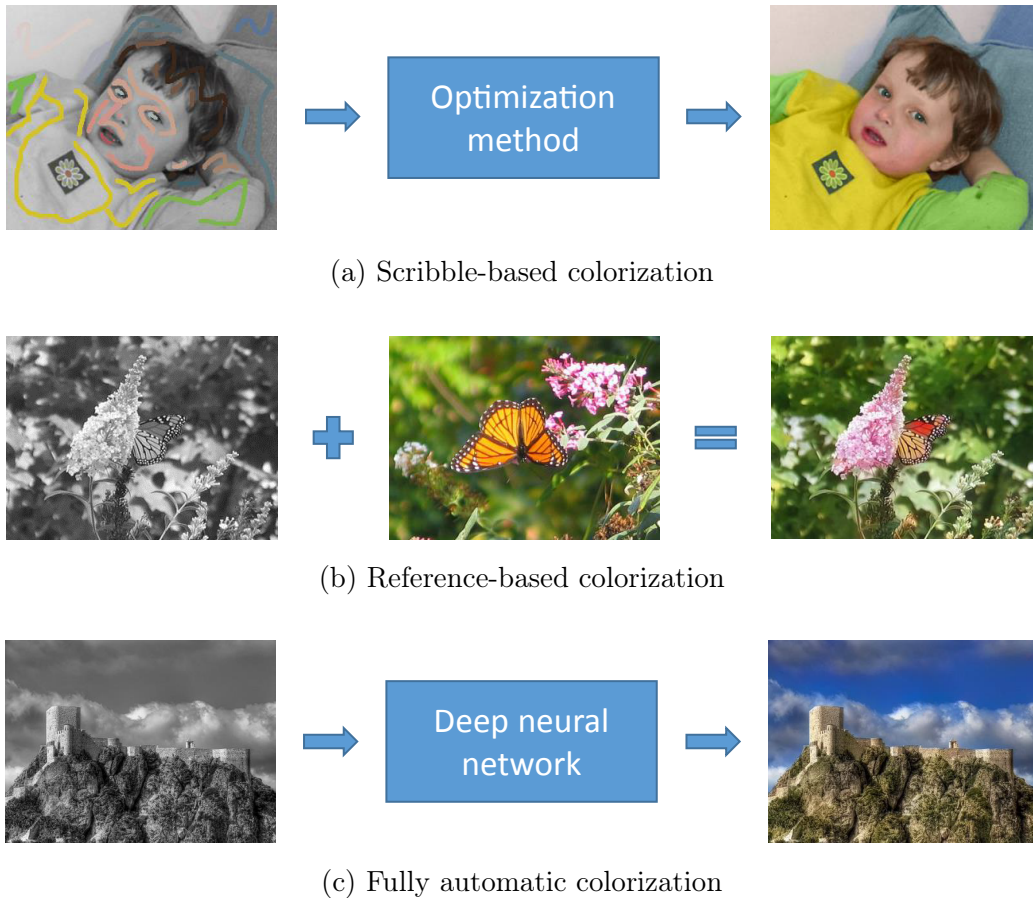 Optimization
method
(a) Scribble-based colorization
(b) Reference-based colorization
Deep neural
network
(c) Fully automatic colorization